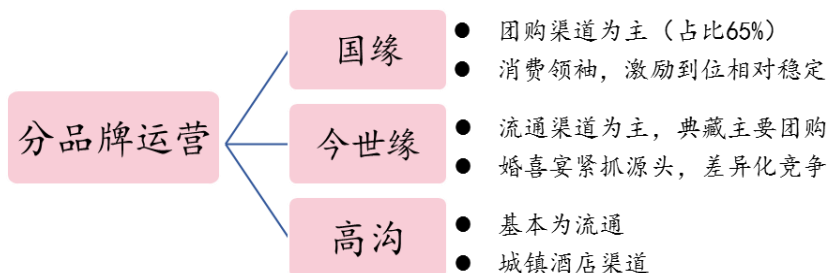 分品牌运营
国缘
● 团购渠道为主（占比65%）
● 消费领袖，激励到位相对稳定
今世缘
● 流通渠道为主，典藏主要团购
● 婚喜宴紧抓源头，差异化竞争
高沟
● 基本为流通
● 城镇酒店渠道